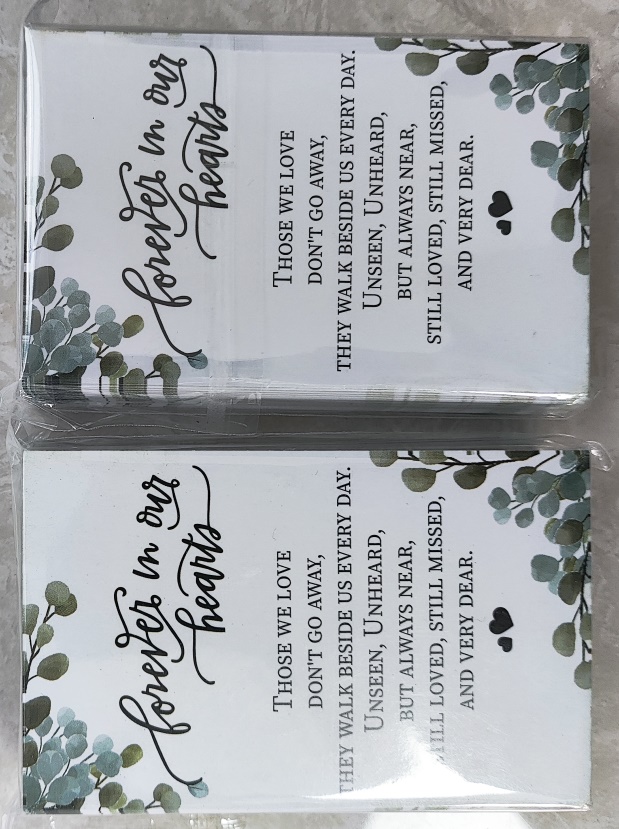 forever in our
hearts
Those we love
don't go away,
they walk beside us every day.
Unseen, Unheard,
but always near,
still loved, still missed,
and very dear.
forever in our
hearts
Those we love
don't go away,
they walk beside us every day.
Unseen, Unheard,
but always near,
still loved, still missed,
and very dear.